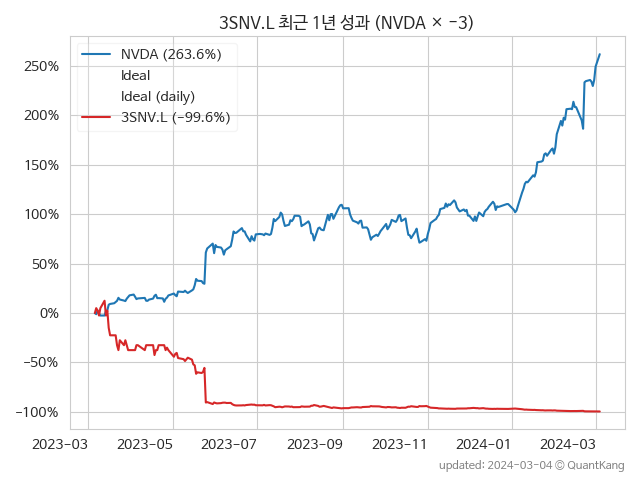 3SNV.L 최근 1년 성과 (NVDA × −3)
NVDA (263.6%)
Ideal
Ideal (daily)
3SNV.L (−99.6%)
250%
200%
150%
100%
50%
0%
−50%
−100%
2023-03 2023-05 2023-07 2023-09 2023-11 2024-01 2024-03
updated: 2024-03-04 © QuantKang